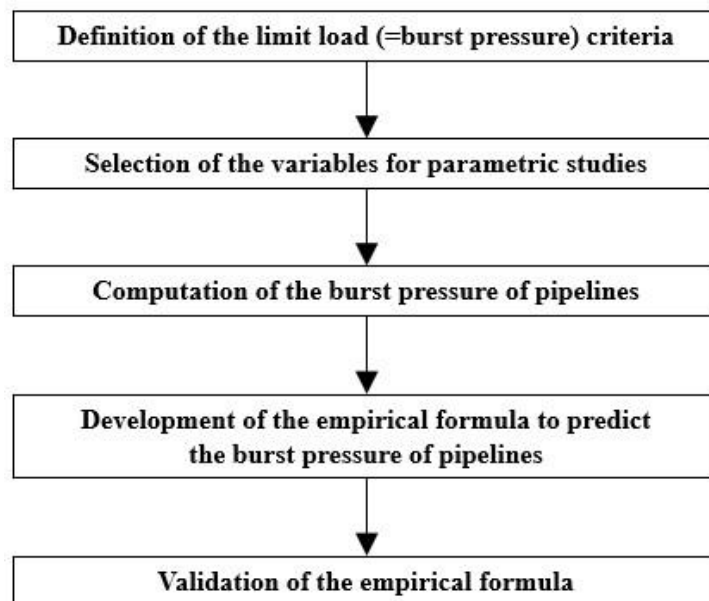 Definition of the limit load (=burst pressure) criteria
Selection of the variables for parametric studies
Computation of the burst pressure of pipelines
Development of the empirical formula to predict
the burst pressure of pipelines
Validation of the empirical formula